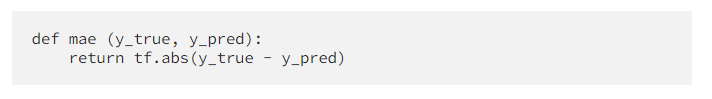 def mae (y_true, y_pred):
    return tf.abs(y_true - y_pred)